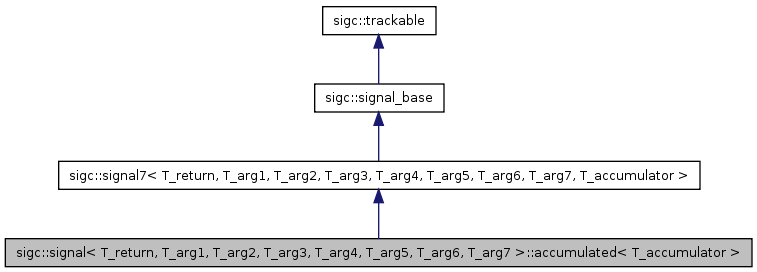 sigc::trackable
sigc::signal_base
sigc::signal7< T_return, T_arg1, T_arg2, T_arg3, T_arg4, T_arg5, T_arg6, T_arg7, T_accumulator >
sigc::signal< T_return, T_arg1, T_arg2, T_arg3, T_arg4, T_arg5, T_arg6, T_arg7 >::accumulated< T_accumulator >